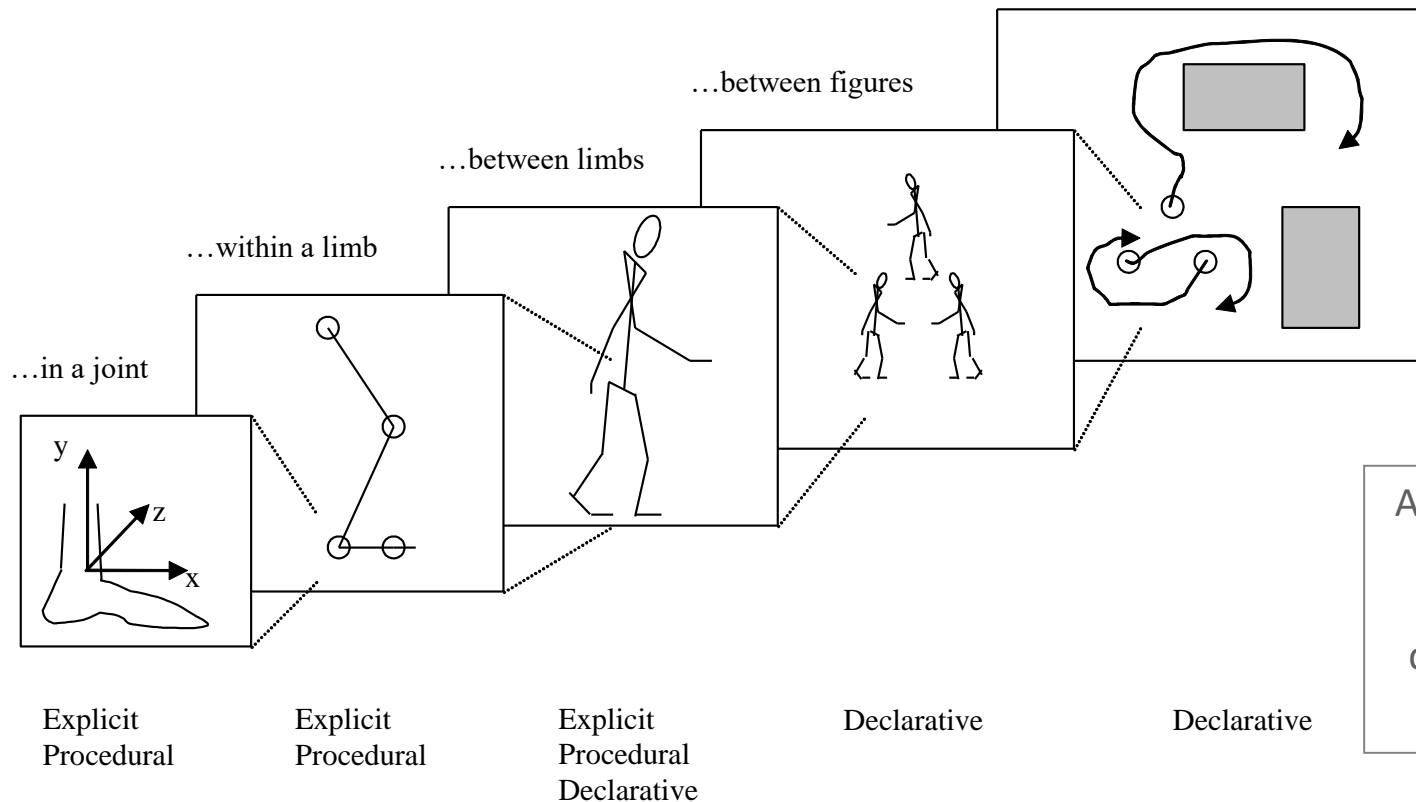 …between figures
…between limbs
…within a limb
…in a joint
y
z
x
A
Explicit
Procedural
Explicit
Procedural
Explicit
Procedural
Declarative
Declarative
Declarative